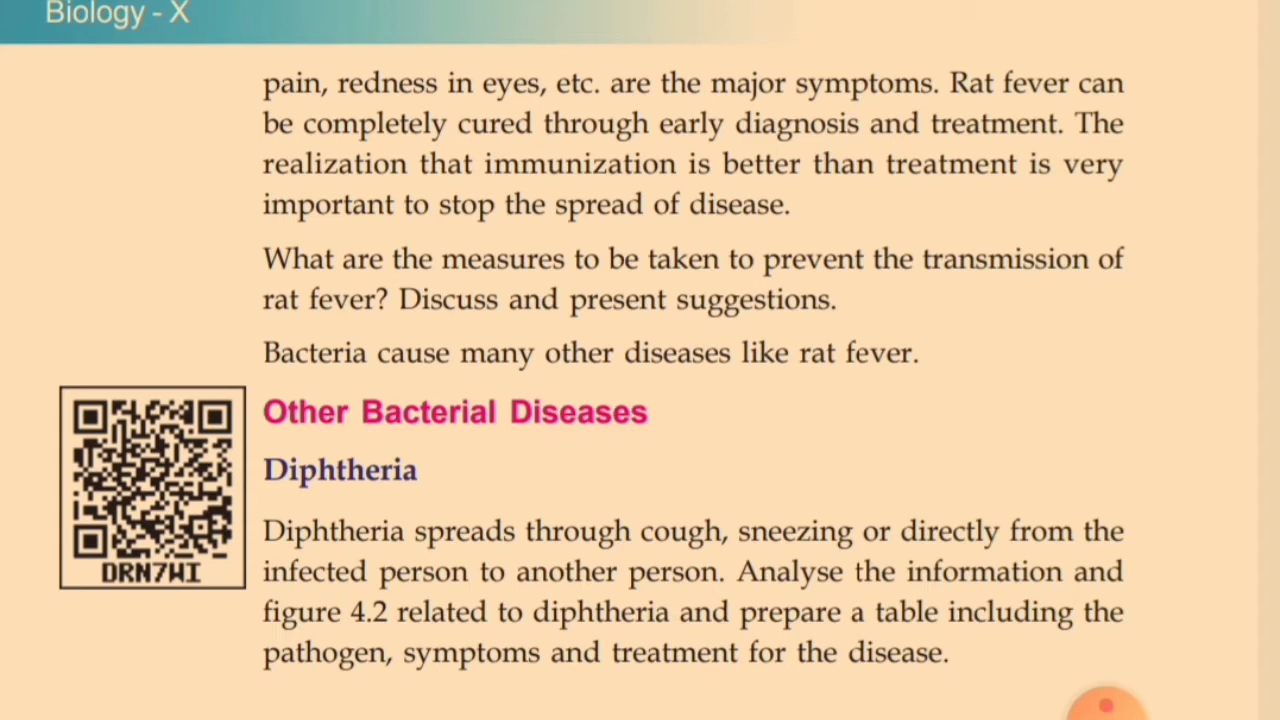 Biology - X
pain, redness in eyes, etc. are the major symptoms. Rat fever can
be completely cured through early diagnosis and treatment. The
realization that immunization is better than treatment is very
important to stop the spread of disease.
What are the measures to be taken to prevent the transmission of
rat fever? Discuss and present suggestions.
Bacteria cause many other diseases like rat fever.
Other Bacterial Diseases
Diphtheria
Diphtheria spreads through cough, sneezing or directly from the
infected person to another person. Analyse the information and
figure 4.2 related to diphtheria and prepare a table including the
pathogen, symptoms and treatment for the disease.
DRN7WI